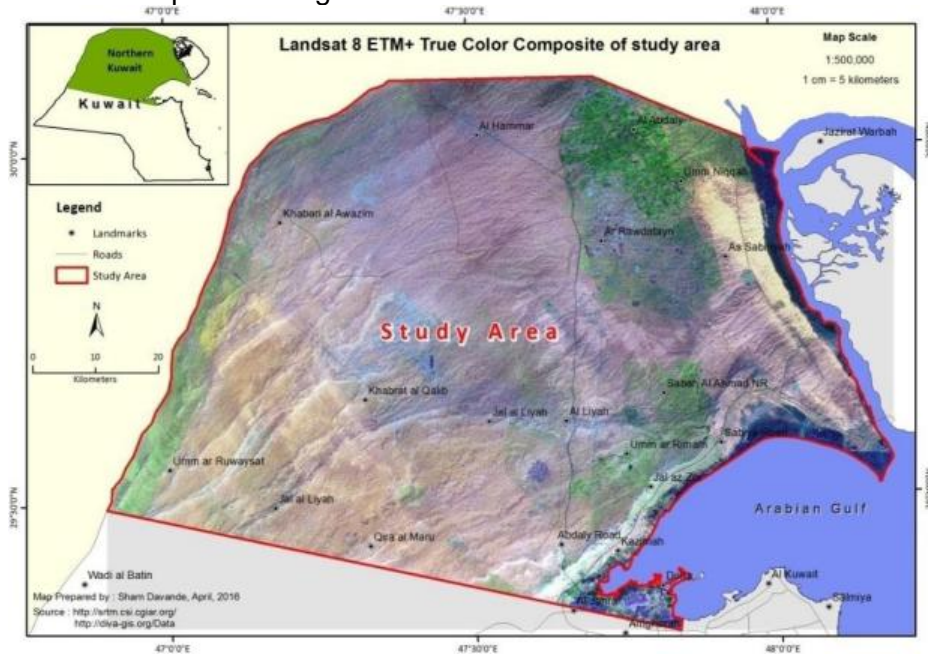 47°0'0"E
47°30'0"E
48°0'0"E
Landsat 8 ETM+ True Color Composite of study area
Map Scale
1:500,000
1 cm = 5 kilometers
Northern
Kuwait
Kuwait
30°0'0"N
Legend
Landmarks
Roads
Study Area
N
0 10 20
Kilometers
Al Hammar
Al Abdaly
Jazirat Warbah
Umm Niqqah
Khabari al Awazim
Ar Rawdatayn
As Sabiriyah
Study Area
Sabah Al Ahmad NR
Khabrat al Qalib
Jal al Liyah
Al Liyah
Umm ar Rimam
Umm ar Ruwaysat
Jal az Zor
Jal al Liyah
29°30'0"N
Arabian Gulf
Qira al Maru
Abdaly Road
Kazimah
Doha
Al Kuwait
Wadi al Batin
Salmiya
Map Prepared by : Sham Davande, April, 2016
Source : http://srtm.csi.cgiar.org/
http://diva-gis.org/Data
47°0'0"E
47°30'0"E
48°0'0"E